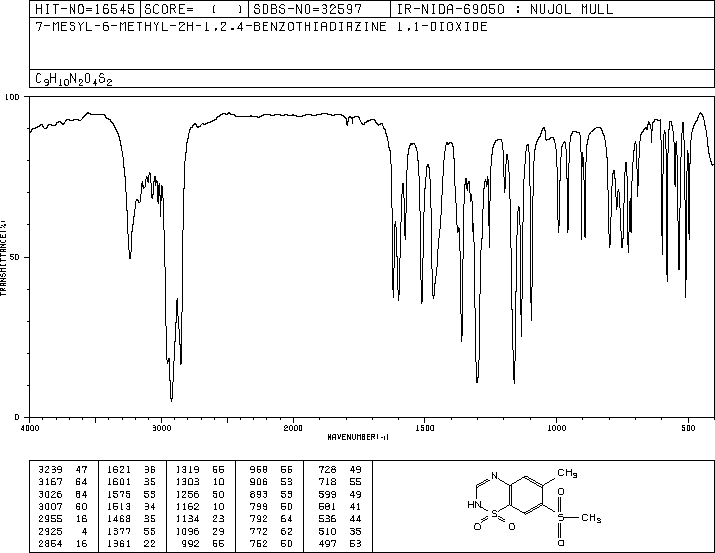 HIT-NO=16545 SCORE= ( ) SDBS-NO=32597 IR-NIDA-69050 : NUJOL MULL
7-MESYL-6-METHYL-2H-1,2,4-BENZOTHIADIAZINE 1,1-DIOXIDE
C9H10N2O4S2
100
50
0
TRANSMITTANCE(%)
4000 3000 2000 1500 1000 500
WAVENUMBER(-1)
3239 47 1621 36 1319 66 968 55 728 49
3167 64 1601 35 1303 10 906 53 718 55
3026 64 1575 55 1256 50 893 53 599 49
3007 60 1513 34 1162 10 799 50 581 41
2955 16 1468 35 1134 23 792 64 536 44
2925 4 1377 55 1096 29 772 62 510 35
2854 16 1361 22 992 55 752 50 497 53
N CH3
HN O
S S CH3
O O O